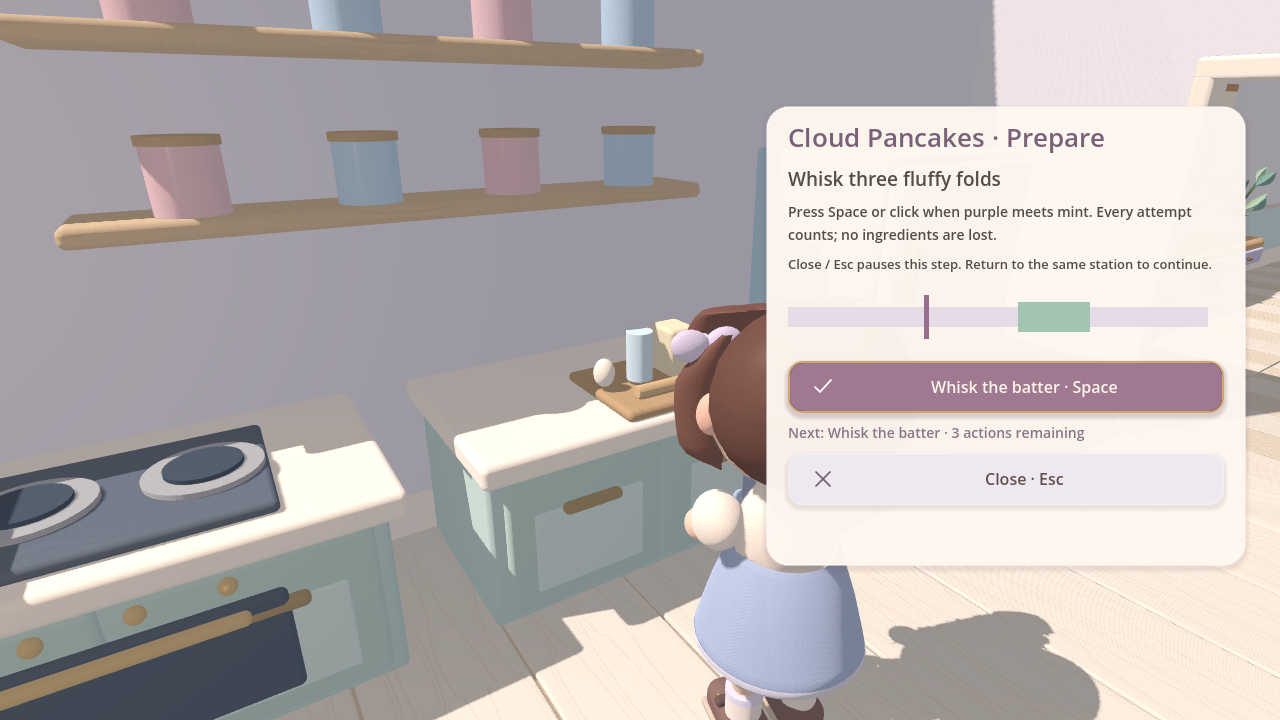 Cloud Pancakes · Prepare
Whisk three fluffy folds
Press Space or click when purple meets mint. Every attempt
counts; no ingredients are lost.
Close / Esc pauses this step. Return to the same station to continue.
Whisk the batter · Space
Next: Whisk the batter · 3 actions remaining
Close · Esc